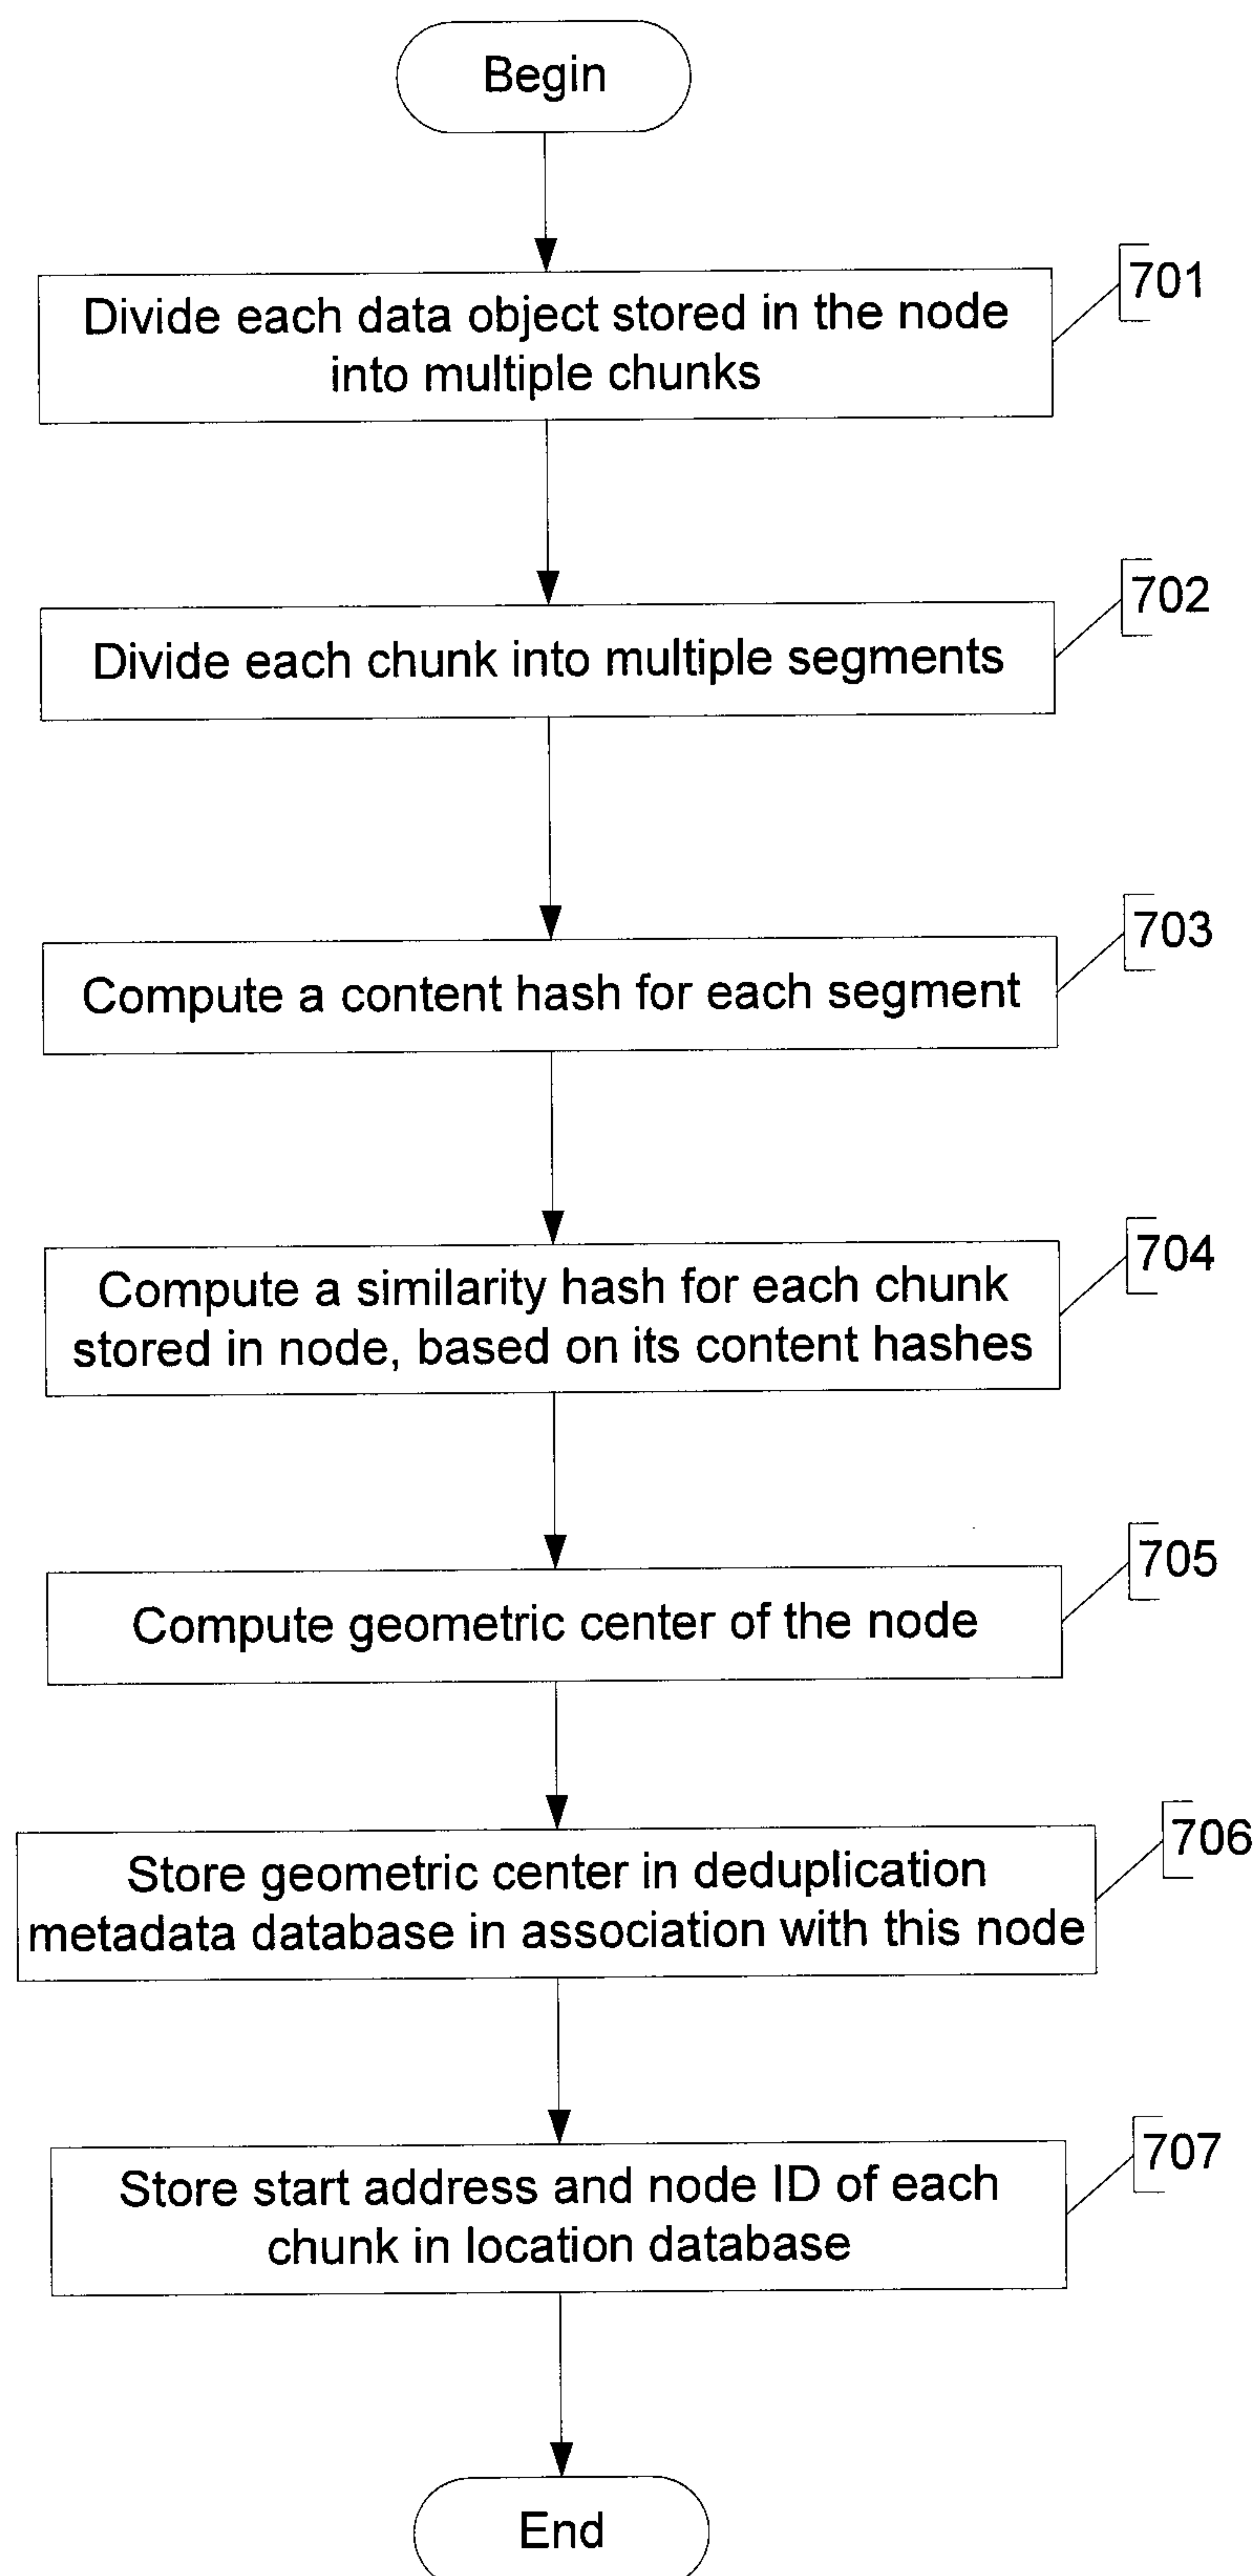 Begin
Divide each data object stored in the node
into multiple chunks
701
Divide each chunk into multiple segments
702
Compute a content hash for each segment
703
Compute a similarity hash for each chunk
stored in node, based on its content hashes
704
Compute geometric center of the node
705
Store geometric center in deduplication
metadata database in association with this node
706
Store start address and node ID of each
chunk in location database
707
End